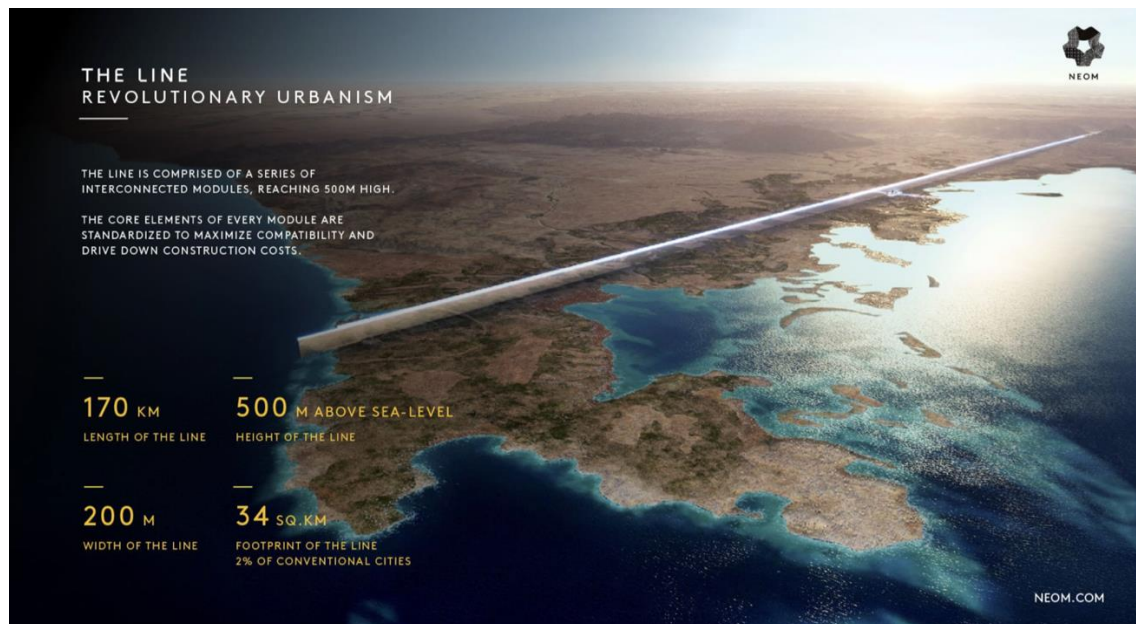 THE LINE
REVOLUTIONARY URBANISM
NEOM
THE LINE IS COMPRISED OF A SERIES OF
INTERCONNECTED MODULES, REACHING 500M HIGH.
THE CORE ELEMENTS OF EVERY MODULE ARE
STANDARDIZED TO MAXIMIZE COMPATIBILITY AND
DRIVE DOWN CONSTRUCTION COSTS.
170 KM
LENGTH OF THE LINE
500 M ABOVE SEA-LEVEL
HEIGHT OF THE LINE
200 M
WIDTH OF THE LINE
34 SQ.KM
FOOTPRINT OF THE LINE
2% OF CONVENTIONAL CITIES
NEOM.COM